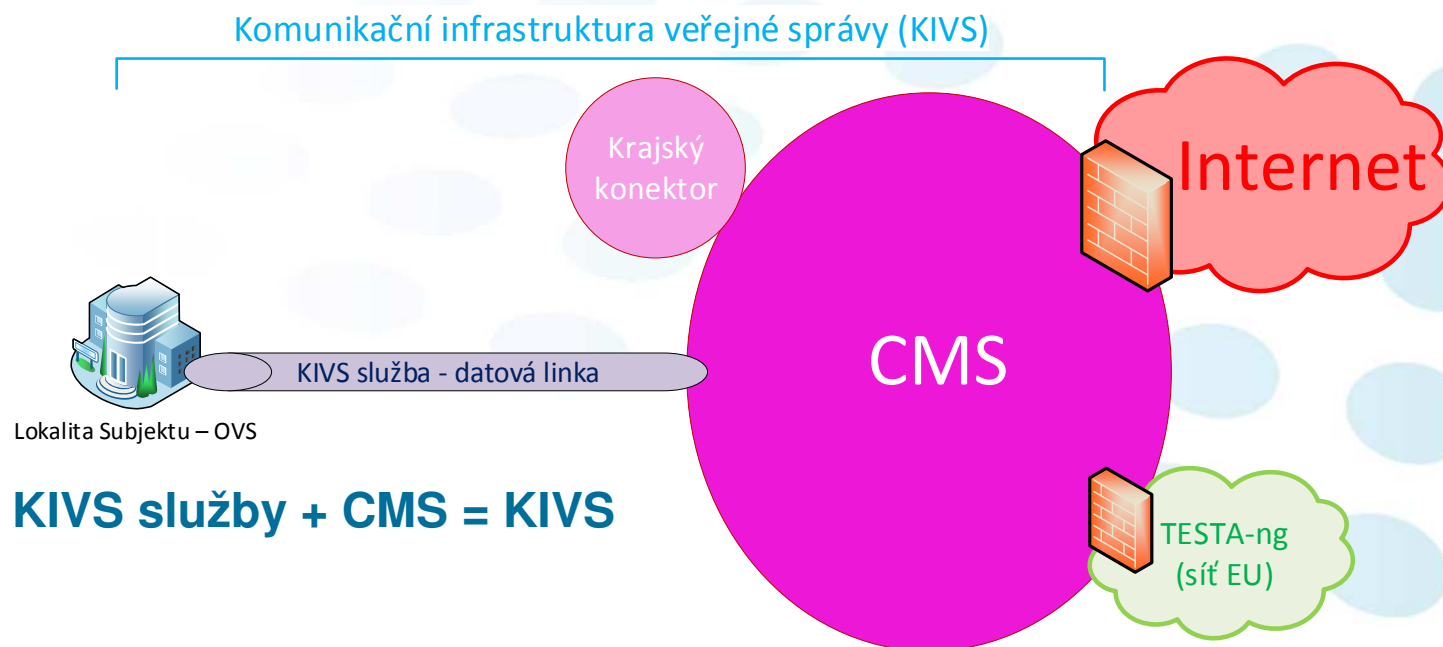 Komunikační infrastruktura veřejné správy (KIVS)
Krajský
konektor
Internet
CMS
KIVS služba - datová linka
Lokalita Subjektu – OVS
KIVS služby + CMS = KIVS
TESTA-ng
(síť EU)